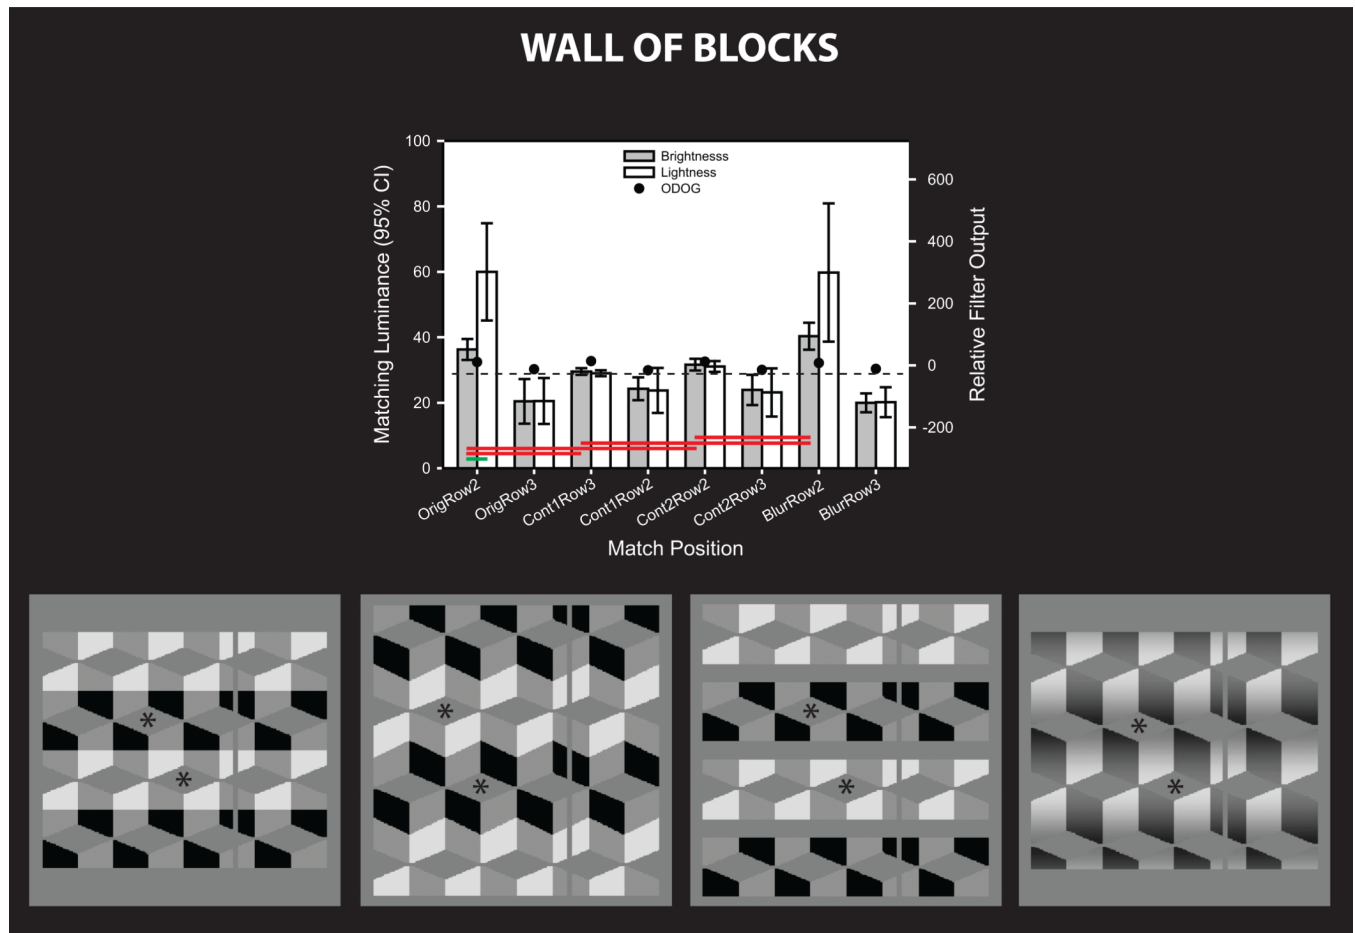 WALL OF BLOCKS
Brightnesss
Lightness
ODOG
Matching Luminance (95% CI)
100
80
60
40
20
0
Relative Filter Output
600
400
200
0
-200
OrigRow2
OrigRow3
Cont1Row3
Cont1Row2
Cont2Row2
Cont2Row3
BlurRow2
BlurRow3
Match Position
*
*
*
*
*
*
*
*